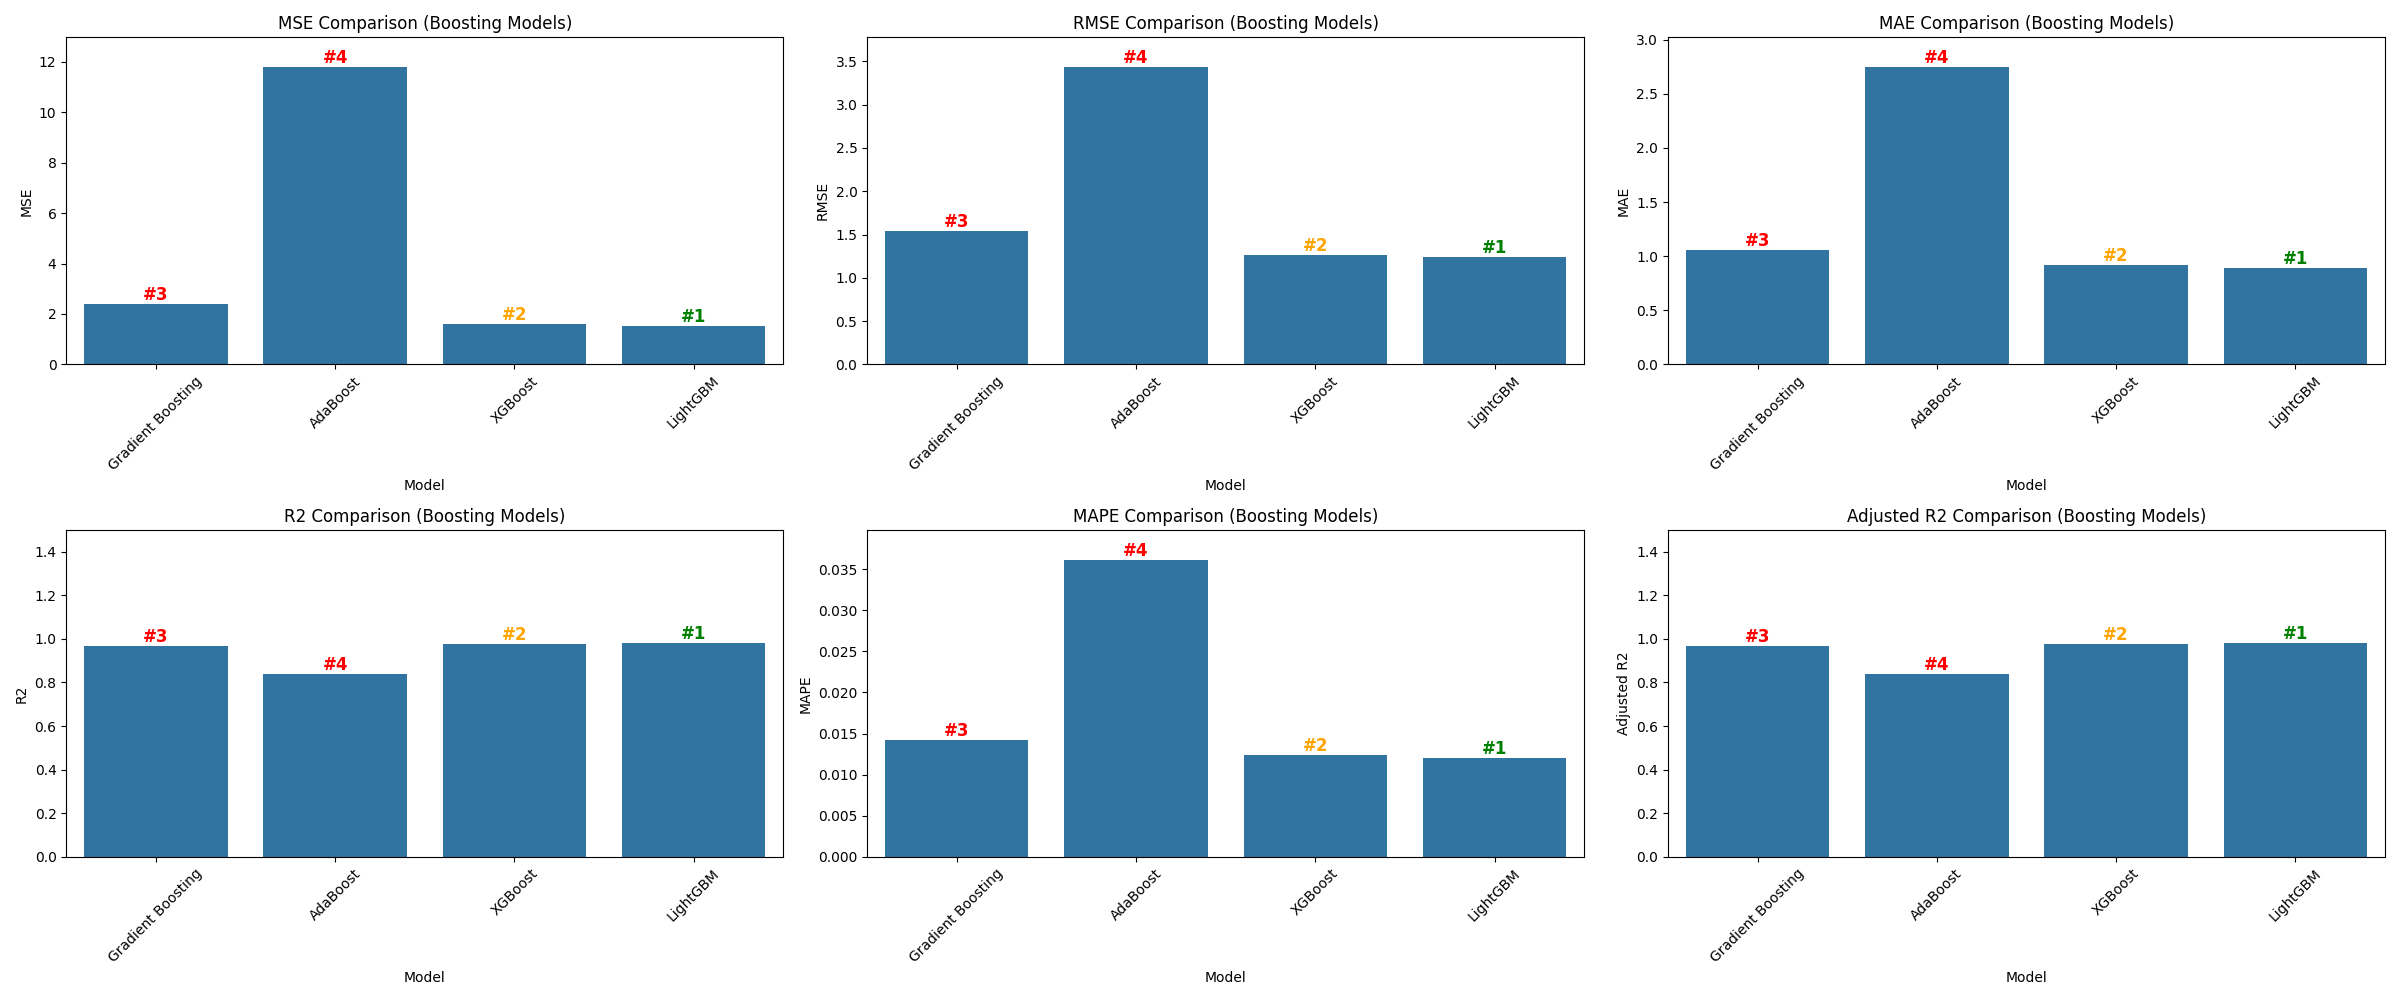 MSE Comparison (Boosting Models)
MSE
12
10
8
6
4
2
0
#3
#4
#2
#1
Gradient Boosting
AdaBoost
XGBoost
LightGBM
Model
RMSE Comparison (Boosting Models)
RMSE
3.5
3.0
2.5
2.0
1.5
1.0
0.5
0.0
#3
#4
#2
#1
Gradient Boosting
AdaBoost
XGBoost
LightGBM
Model
MAE Comparison (Boosting Models)
MAE
3.0
2.5
2.0
1.5
1.0
0.5
0.0
#3
#4
#2
#1
Gradient Boosting
AdaBoost
XGBoost
LightGBM
Model
R2 Comparison (Boosting Models)
R2
1.4
1.2
1.0
0.8
0.6
0.4
0.2
0.0
#3
#4
#2
#1
Gradient Boosting
AdaBoost
XGBoost
LightGBM
Model
MAPE Comparison (Boosting Models)
MAPE
0.035
0.030
0.025
0.020
0.015
0.010
0.005
0.000
#3
#4
#2
#1
Gradient Boosting
AdaBoost
XGBoost
LightGBM
Model
Adjusted R2 Comparison (Boosting Models)
Adjusted R2
1.4
1.2
1.0
0.8
0.6
0.4
0.2
0.0
#3
#4
#2
#1
Gradient Boosting
AdaBoost
XGBoost
LightGBM
Model